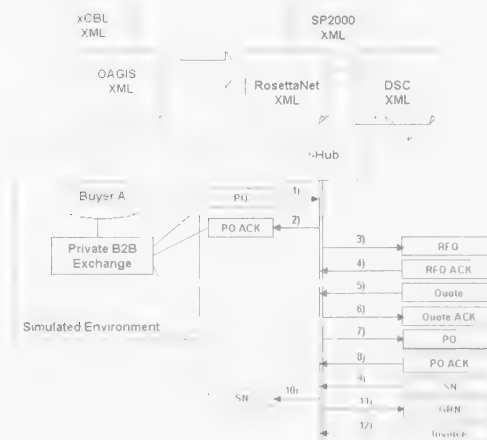 xCBL
XML
SP2000
XML
OAGIS
XML
RosettaNet
XML
DSC
XML
-Hub
Buyer A
PO
1)
2)
PO ACK
Private B2B
Exchange
3)
RFQ
4)
RFQ ACK
5)
Quote
6)
Quote ACK
7)
PO
Simulated Environment
8)
PO ACK
9)
SN
SN
10)
11)
GRN
12)
Invoice